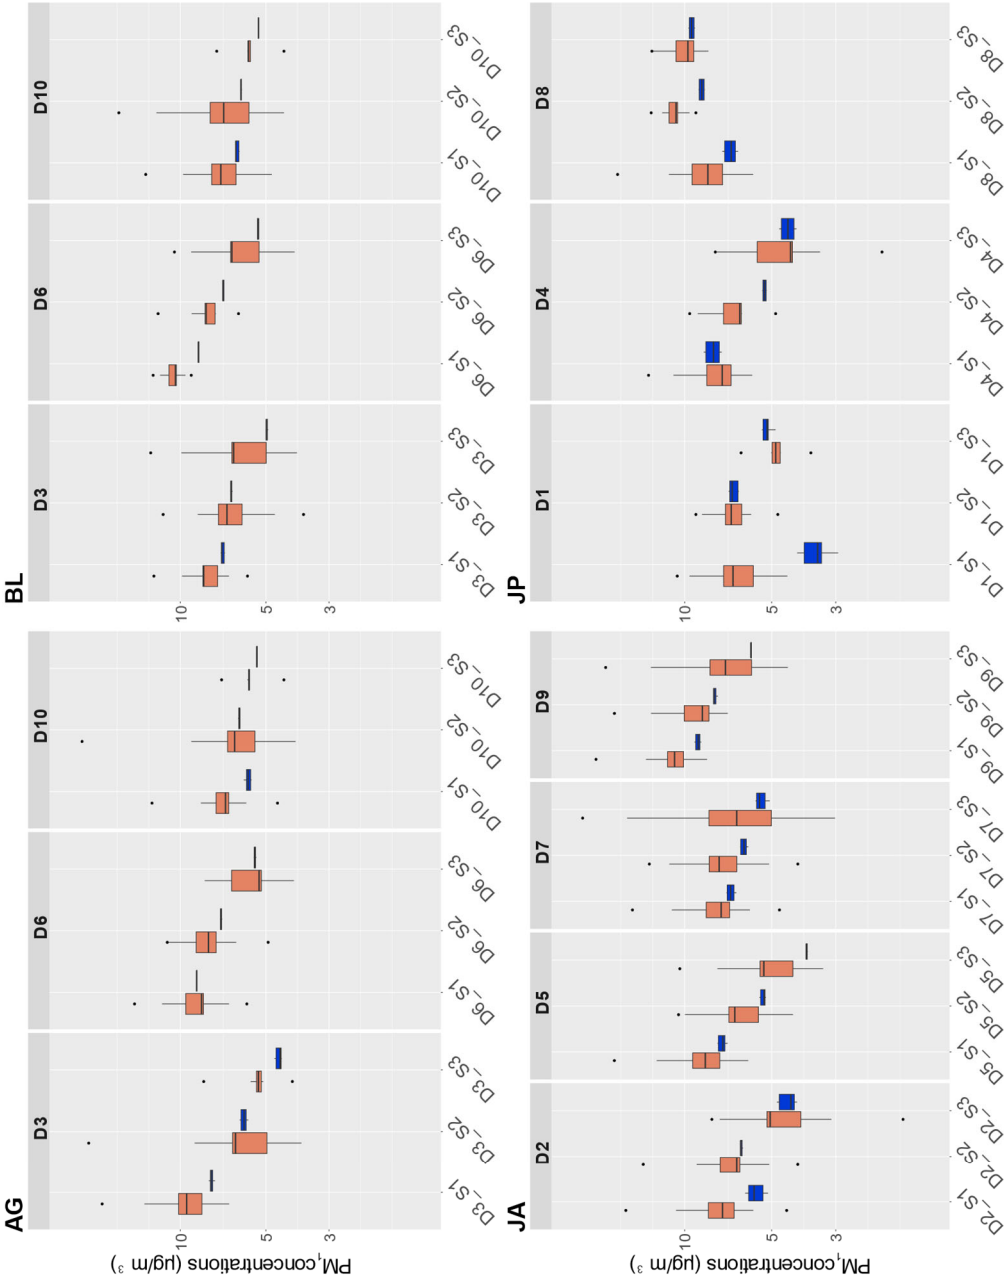 AG
D3
D6
D10
PM₁ concentrations (µg/m³)
10
5
3
D3_S1
D3_S2
D3_S3
D6_S1
D6_S2
D6_S3
D10_S1
D10_S2
D10_S3
BL
D3
D6
D10
10
5
3
D3_S1
D3_S2
D3_S3
D6_S1
D6_S2
D6_S3
D10_S1
D10_S2
D10_S3
JA
D2
D5
D7
D9
PM₁ concentrations (µg/m³)
10
5
3
D2_S1
D2_S2
D2_S3
D5_S1
D5_S2
D5_S3
D7_S1
D7_S2
D7_S3
D9_S1
D9_S2
D9_S3
JP
D1
D4
D8
10
5
3
D1_S1
D1_S2
D1_S3
D4_S1
D4_S2
D4_S3
D8_S1
D8_S2
D8_S3